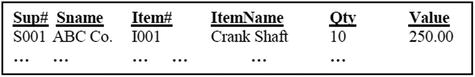 Sup# Sname Item# ItemName Qtv Value
S001 ABC Co. I001 Crank Shaft 10 250.00
... ... ... ... ... ...